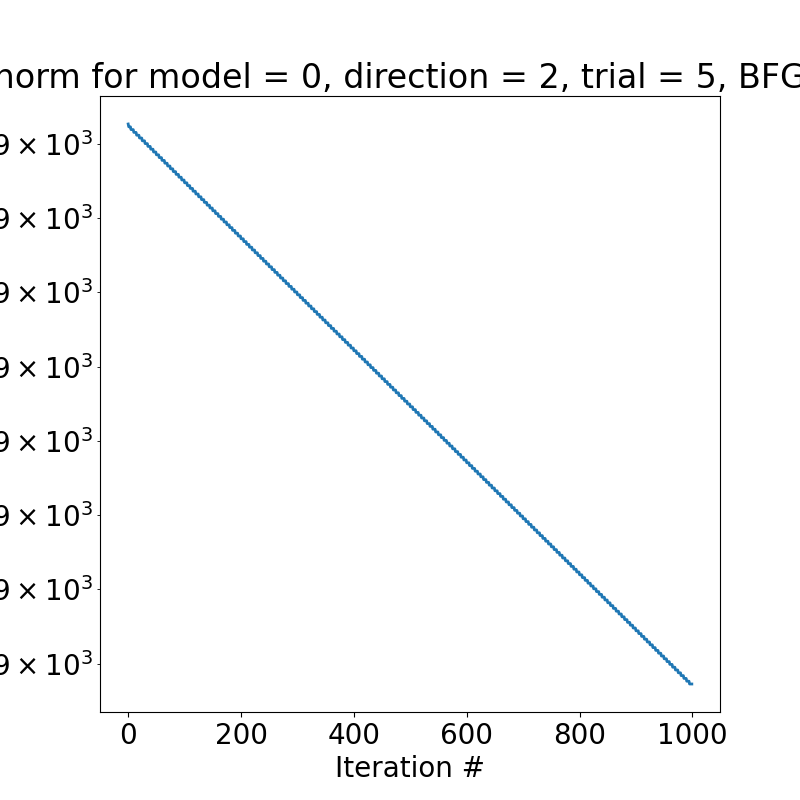 norm for model = 0, direction = 2, trial = 5, BFG
9 × 10³
9 × 10³
9 × 10³
9 × 10³
9 × 10³
9 × 10³
9 × 10³
9 × 10³
0 200 400 600 800 1000
Iteration #